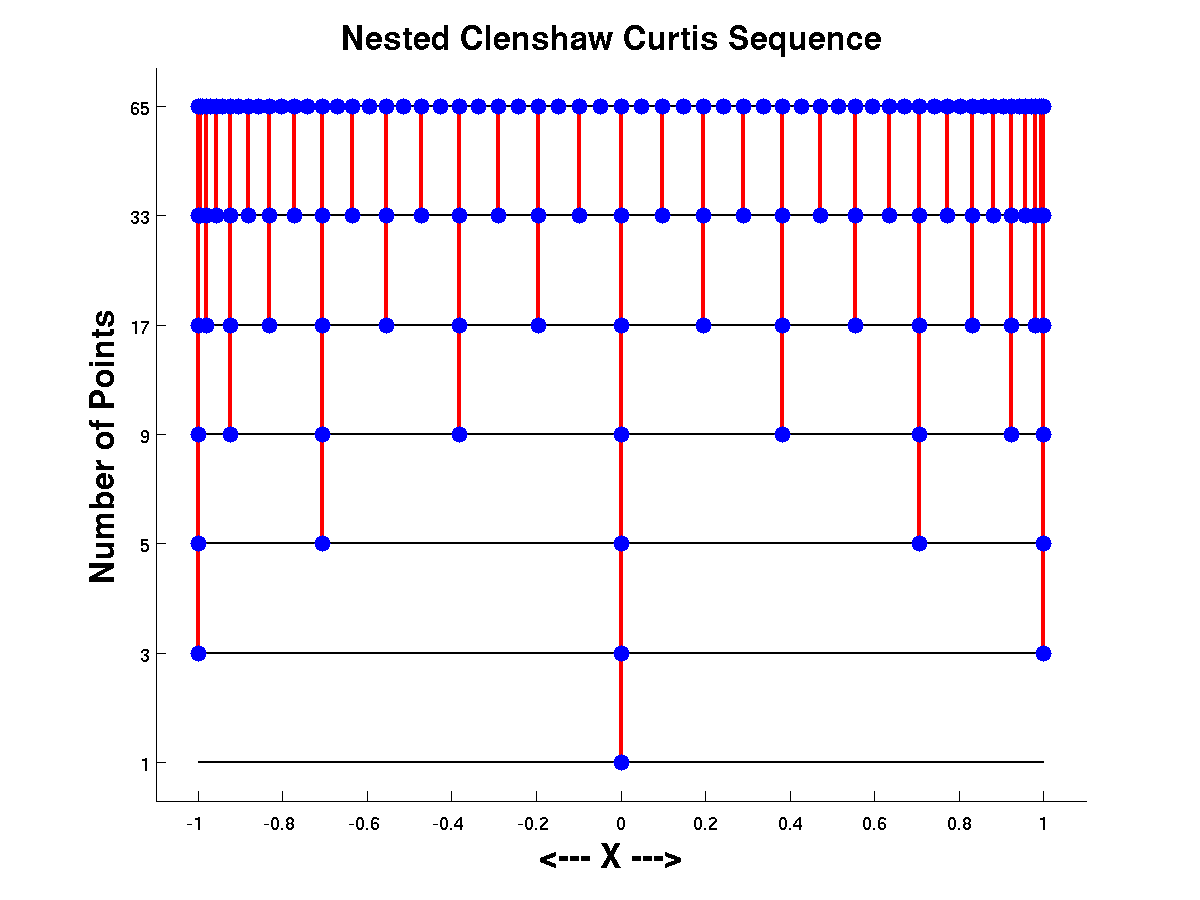 Nested Clenshaw Curtis Sequence
Number of Points
65
33
17
9
5
3
1
-1 -0.8 -0.6 -0.4 -0.2 0 0.2 0.4 0.6 0.8 1
<--- X --->